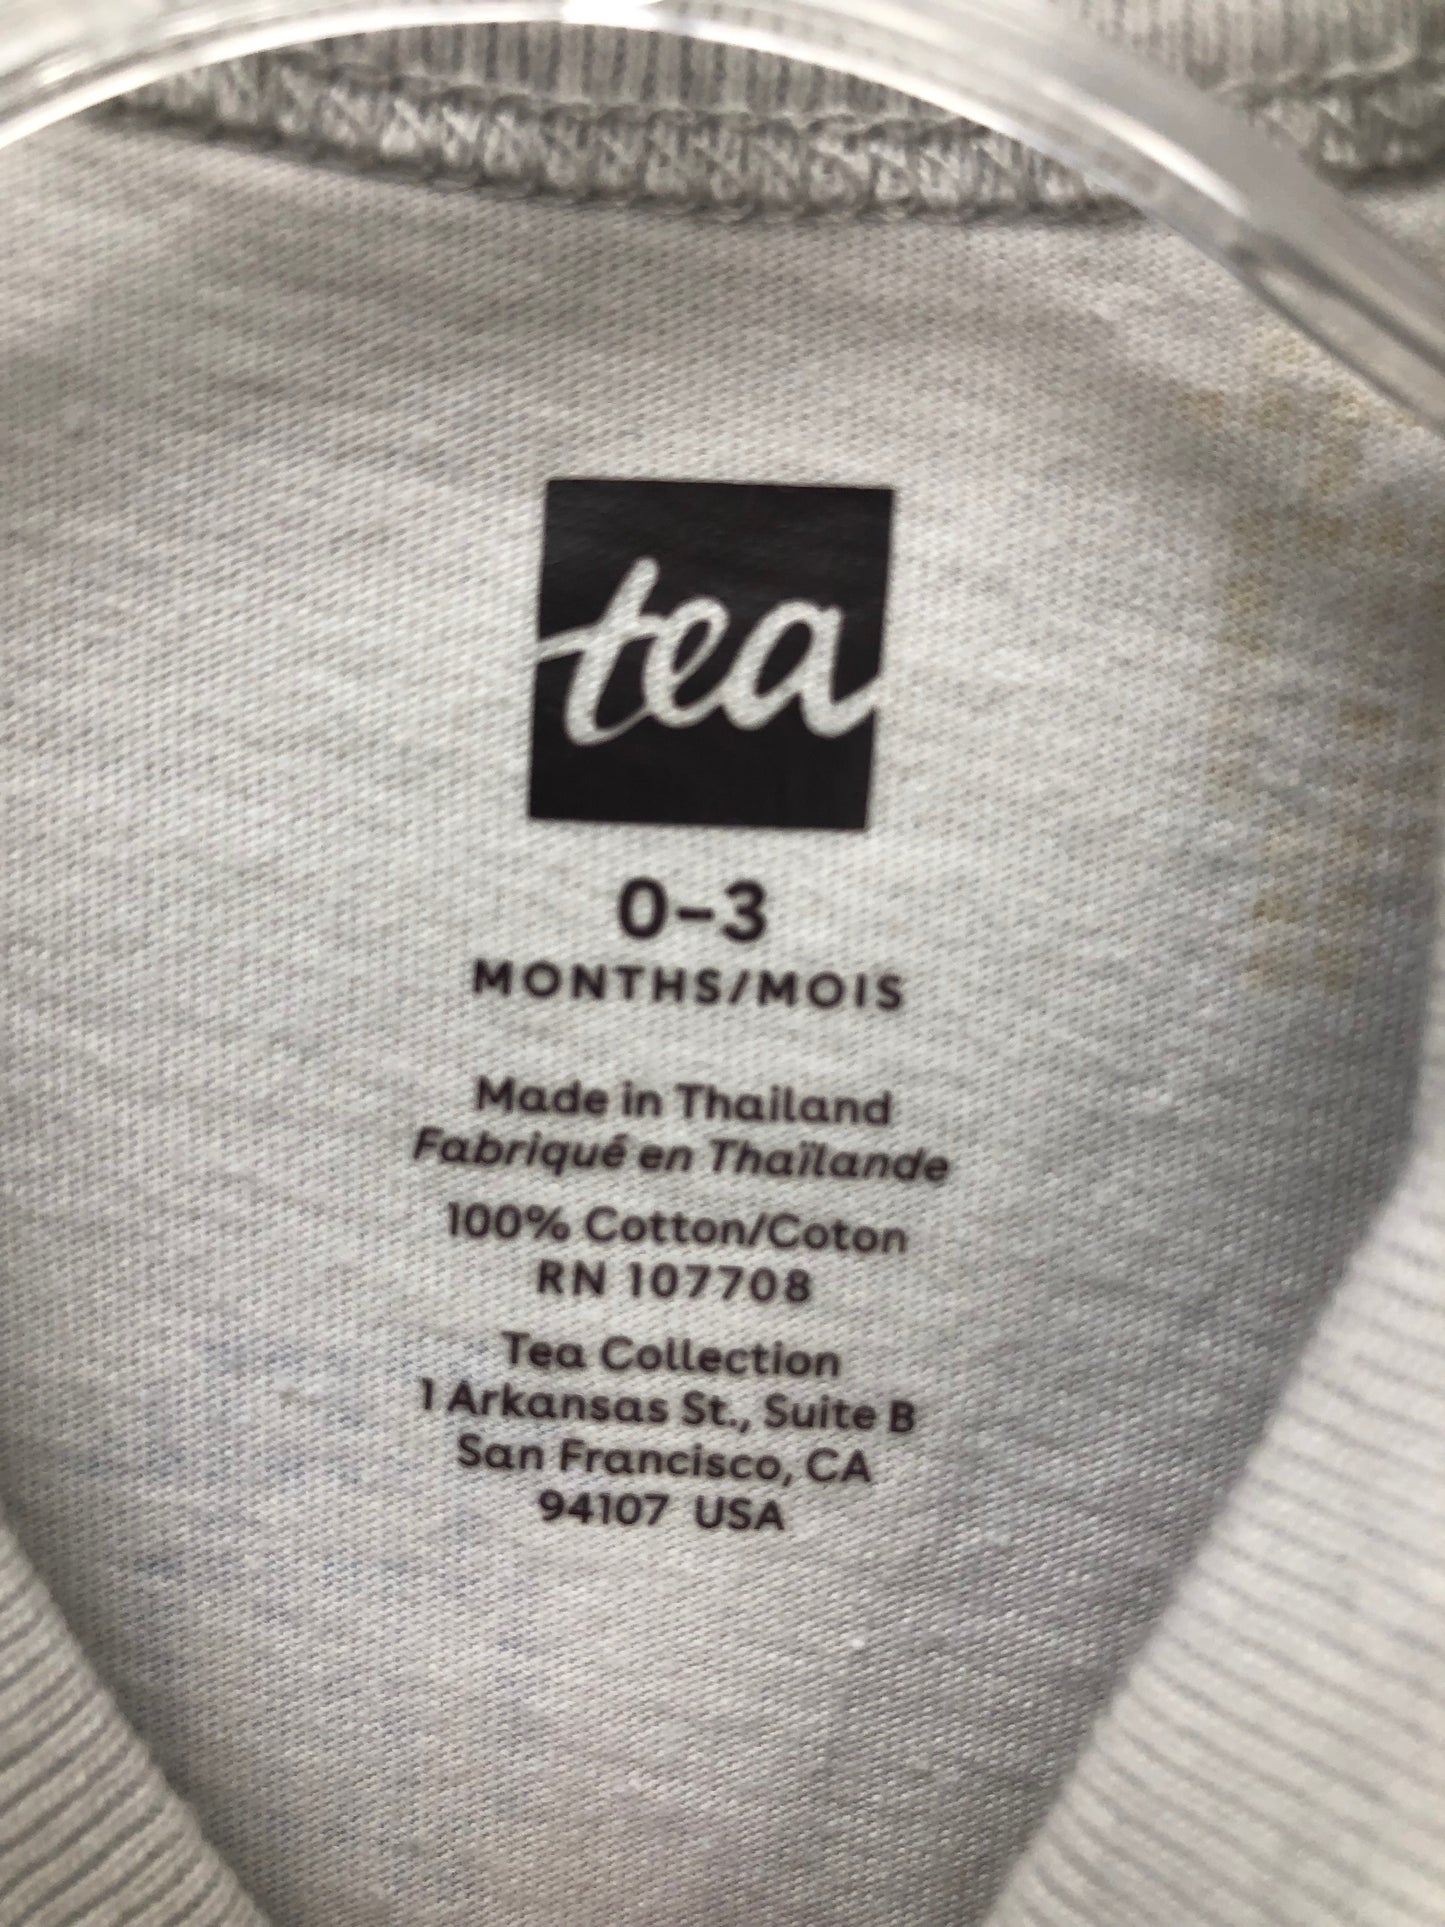 tea
0–3
MONTHS/MOIS
Made in Thailand
Fabriqué en Thaïlande
100% Cotton/Coton
RN 107708
Tea Collection
1 Arkansas St., Suite B
San Francisco, CA
94107 USA